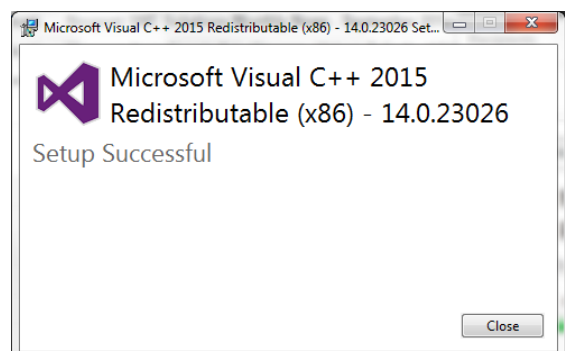 Microsoft Visual C++ 2015 Redistributable (x86) - 14.0.23026 Set...
Microsoft Visual C++ 2015
Redistributable (x86) - 14.0.23026
Setup Successful
Close